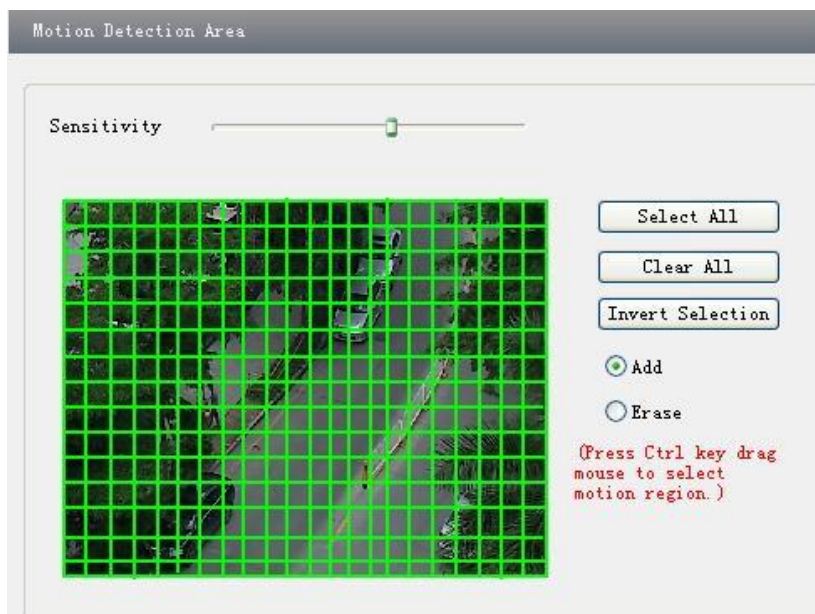 Motion Detection Area
Sensitivity
Select All
Clear All
Invert Selection
Add
Erase
(Press Ctrl key drag
mouse to select
motion region.)